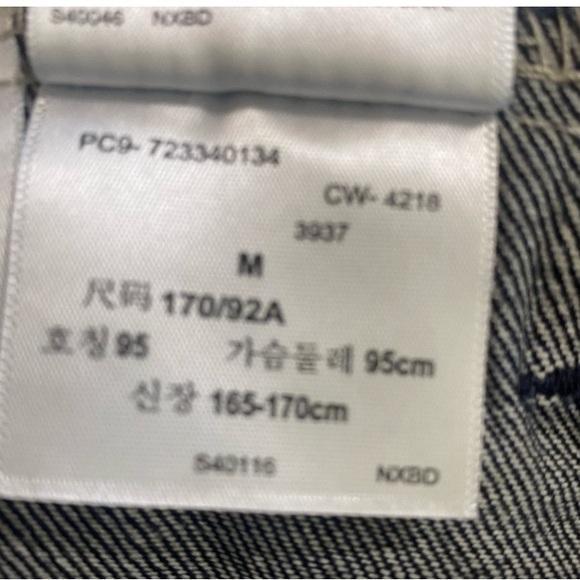 S40046 NXBD
PC9- 723340134
CW- 4218
3937
M
尺码 170/92A
호칭 95 가슴둘레 95cm
신장 165-170cm
S40116 NXBD